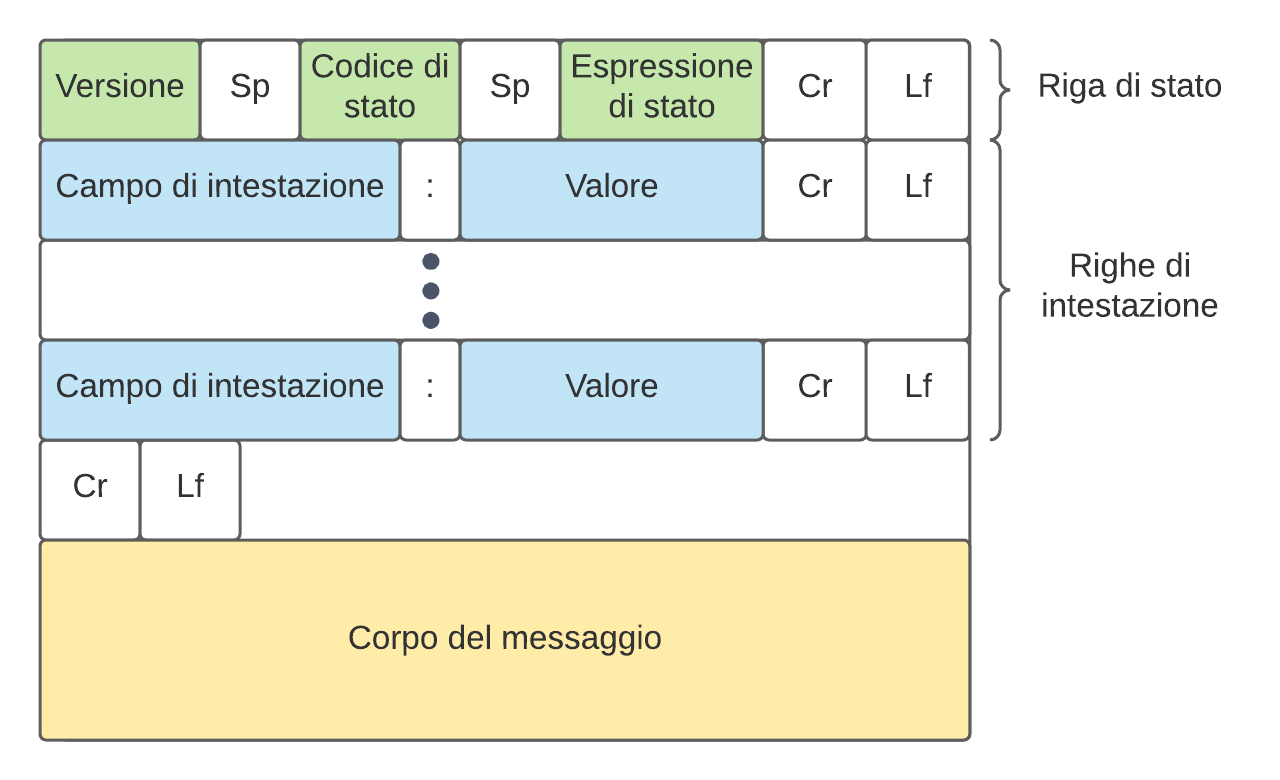 Versione Sp Codice di stato Sp Espressione di stato Cr Lf Riga di stato
Campo di intestazione : Valore Cr Lf
Righe di intestazione
Campo di intestazione : Valore Cr Lf
Cr Lf
Corpo del messaggio